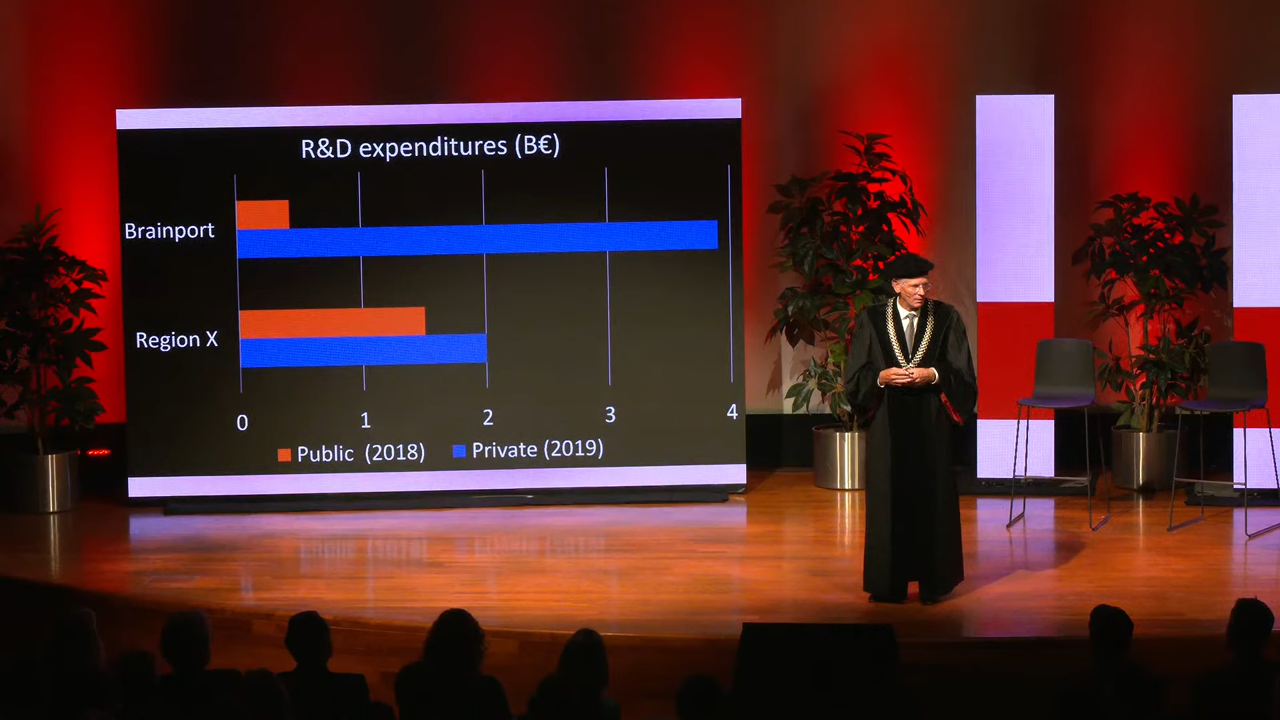 R&D expenditures (B€)
Brainport
Region X
0 1 2 3 4
Public (2018) Private (2019)